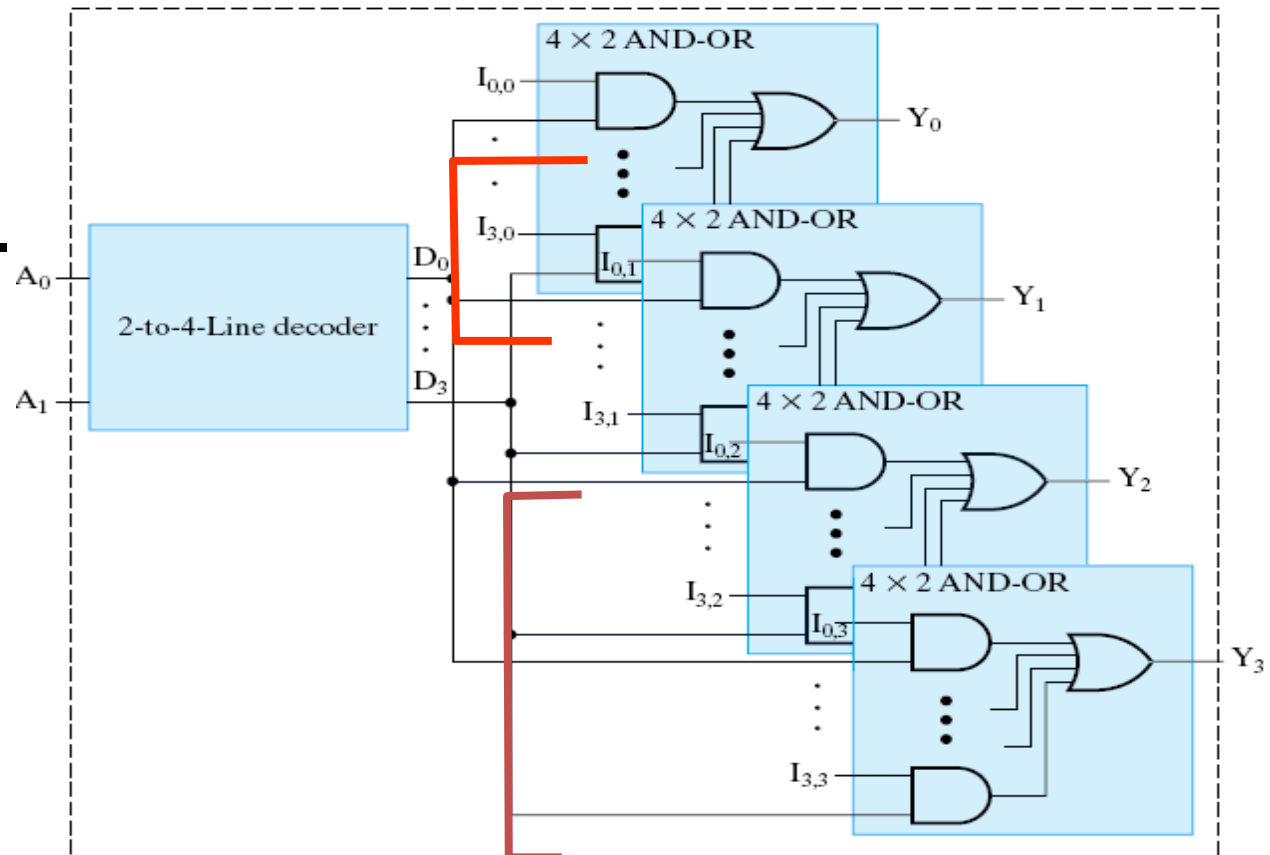 4 × 2 AND-OR
I0,0
Y0
I3,0
4 × 2 AND-OR
I0,1
Y1
A0
D0
2-to-4-Line decoder
D3
A1
I3,1
4 × 2 AND-OR
I0,2
Y2
I3,2
4 × 2 AND-OR
I0,3
Y3
I3,3